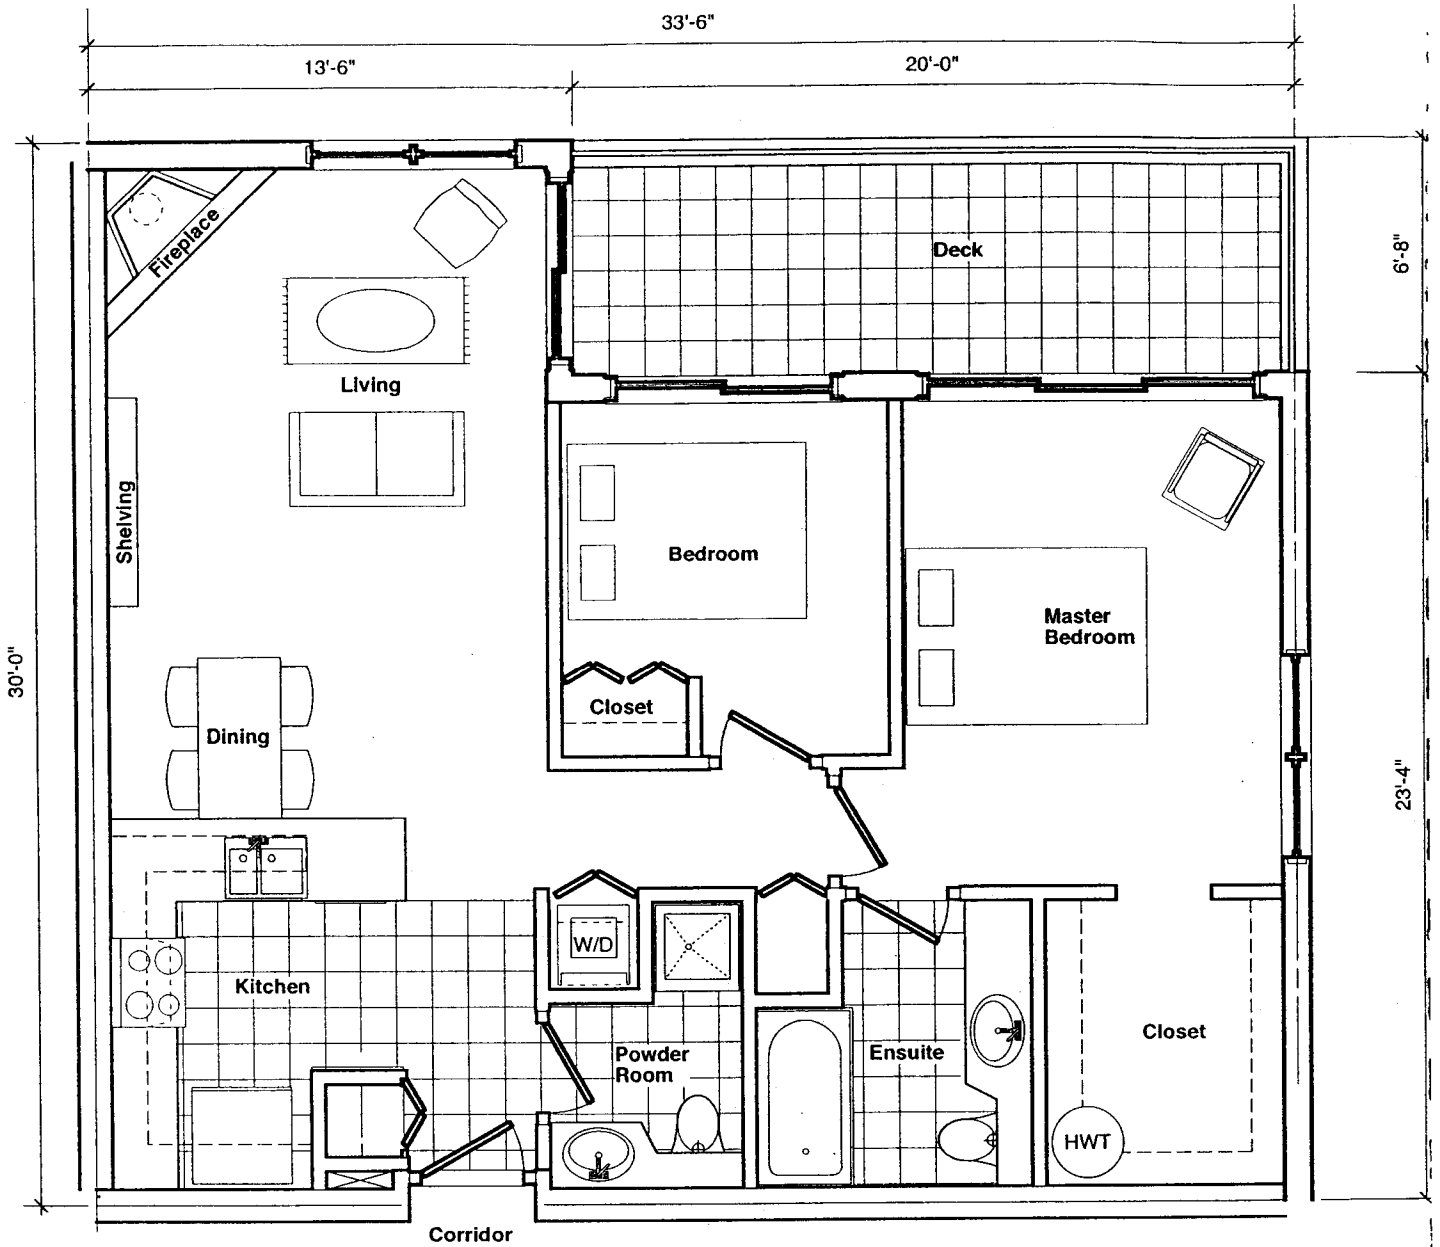 33'-6"
13'-6"
20'-0"
Fireplace
Deck
6'-8"
Living
Shelving
Bedroom
Master
Bedroom
30'-0"
Closet
Dining
23'-4"
W/D
Kitchen
Powder
Room
Ensuite
Closet
HWT
Corridor